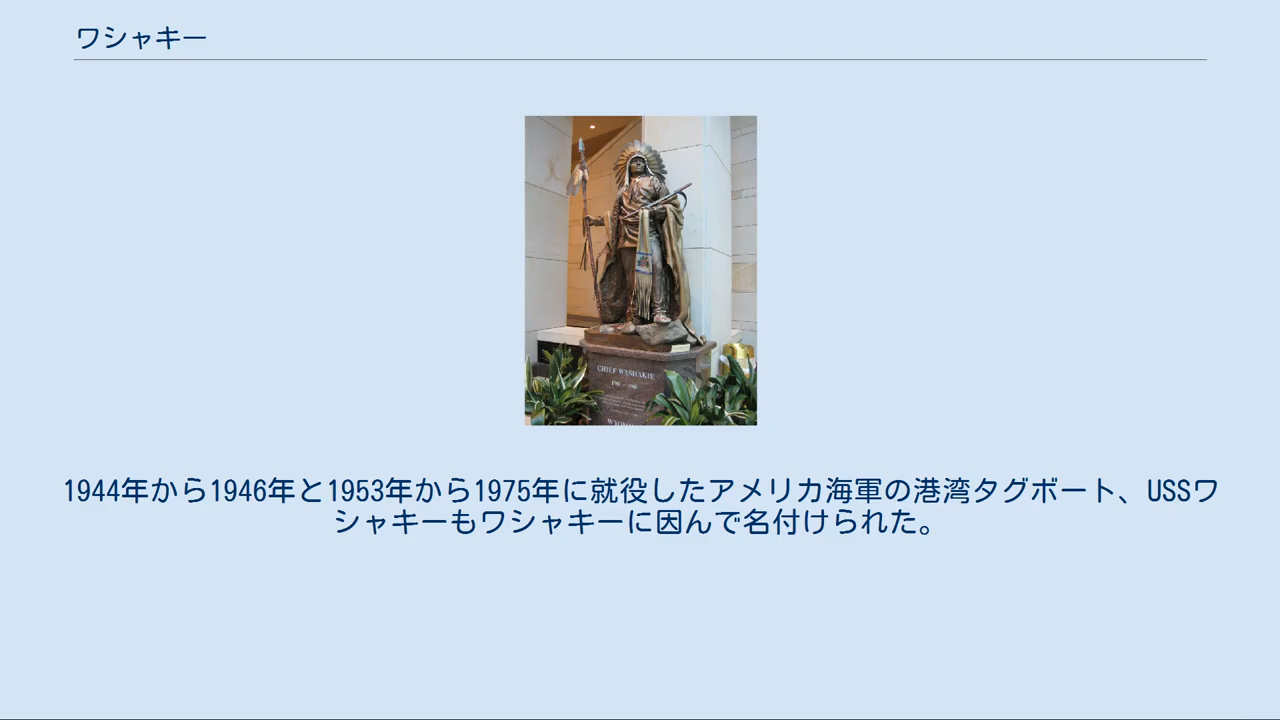 ワシャキー
CHIEF WASHAKIE
1944年から1946年と1953年から1975年に就役したアメリカ海軍の港湾タグボート、USSワ
シャキーもワシャキーに因んで名付けられた。